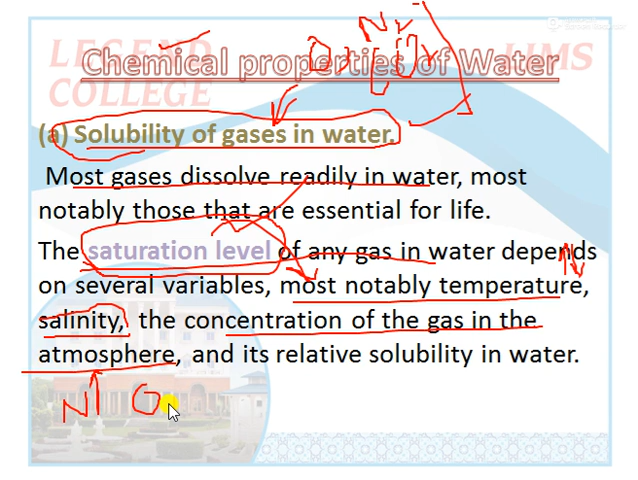 LEGEND
COLLEGE
LIMS
Chemical properties of Water
(a) Solubility of gases in water.
Most gases dissolve readily in water, most
notably those that are essential for life.
The saturation level of any gas in water depends
on several variables, most notably temperature,
salinity, the concentration of the gas in the
atmosphere, and its relative solubility in water.
N